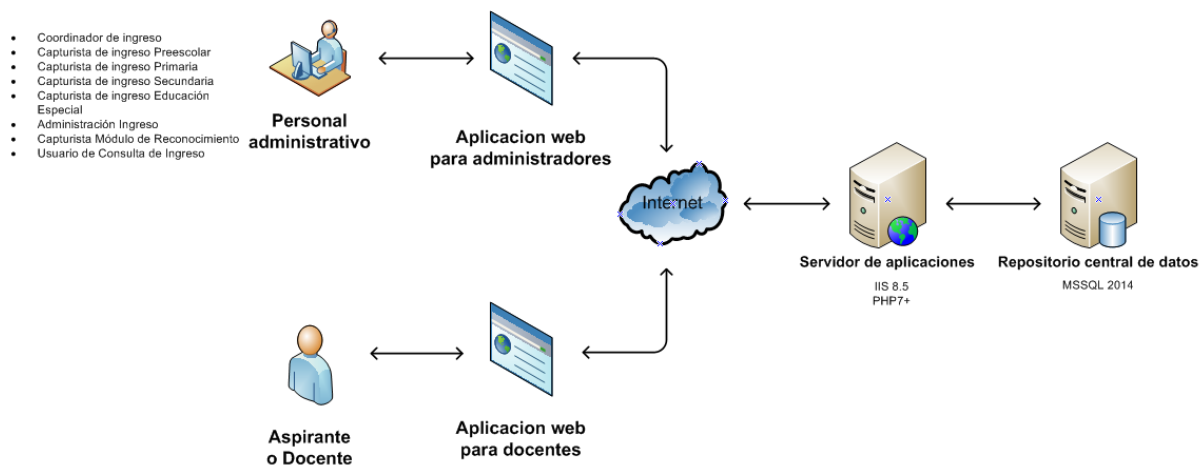 • Coordinador de ingreso
• Capturista de ingreso Preescolar
• Capturista de ingreso Primaria
• Capturista de ingreso Secundaria
• Capturista de ingreso Educación
Especial
• Administración Ingreso
• Capturista Módulo de Reconocimiento
• Usuario de Consulta de Ingreso
Personal
administrativo
Aplicacion web
para administradores
Internet
Servidor de aplicaciones
IIS 8.5
PHP7+
Repositorio central de datos
MSSQL 2014
Aspirante
o Docente
Aplicacion web
para docentes